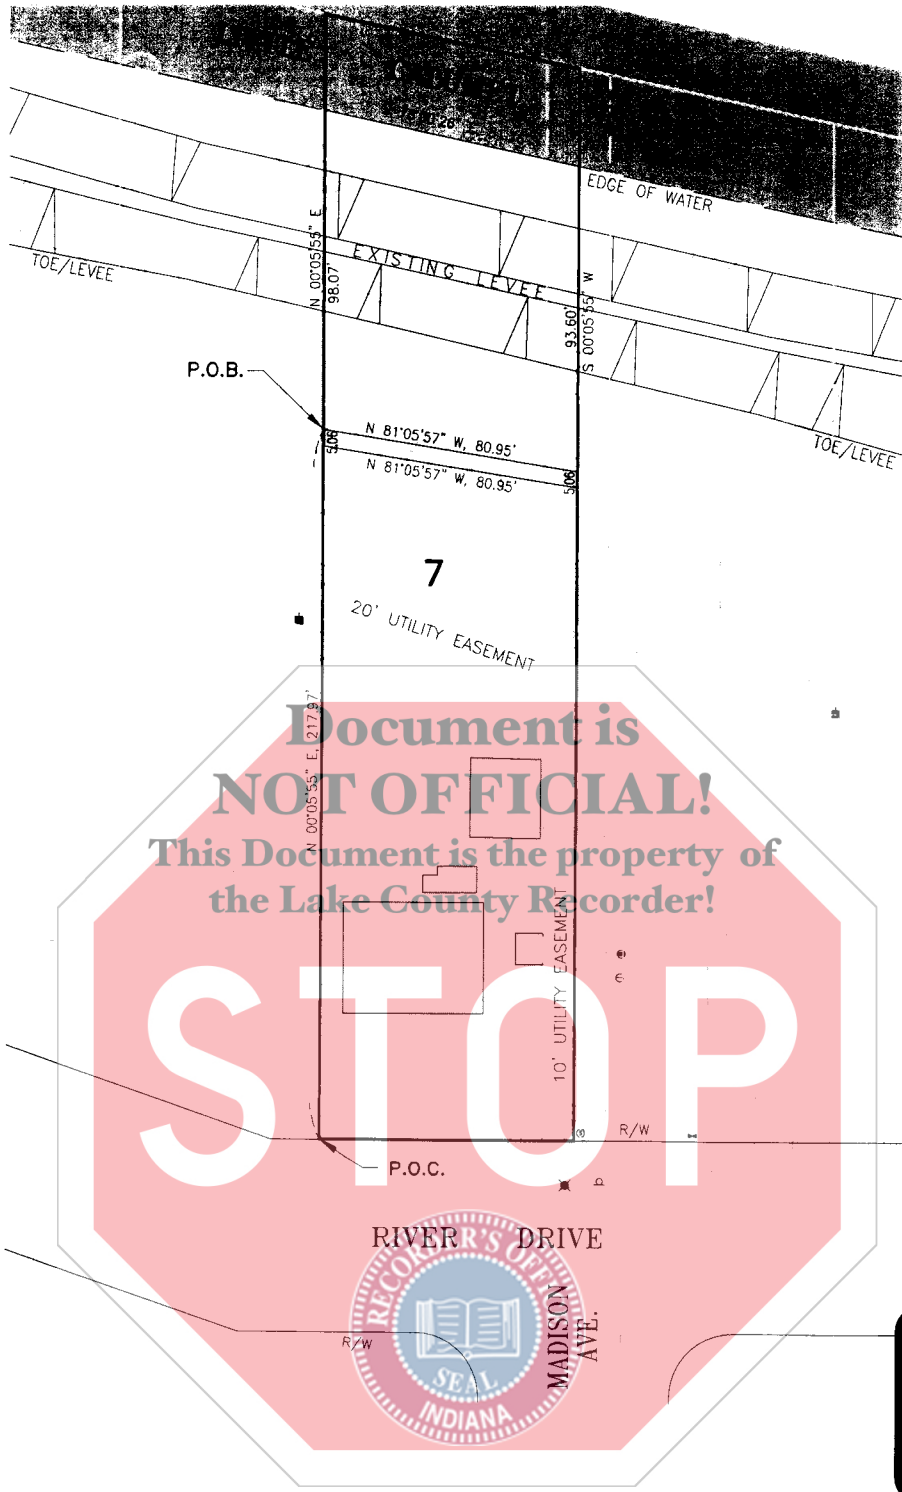 EDGE OF WATER
EXISTING LEVEE
TOE/LEVEE
N 00°05'55" E
98.07'
93.60'
S 00°05'55" W
P.O.B.
N 81°05'57" W, 80.95'
5.06
N 81°05'57" W, 80.95'
5.06
TOE/LEVEE
7
20' UTILITY EASEMENT
N 00°05'55" E, 217.97'
Document is
NOT OFFICIAL!
This Document is the property of
the Lake County Recorder!
10' UTILITY EASEMENT
STOP
R/W
P.O.C.
RIVER DRIVE
MADISON
AVE.
R/W
RECORDER'S OFFICE
SEAL
INDIANA